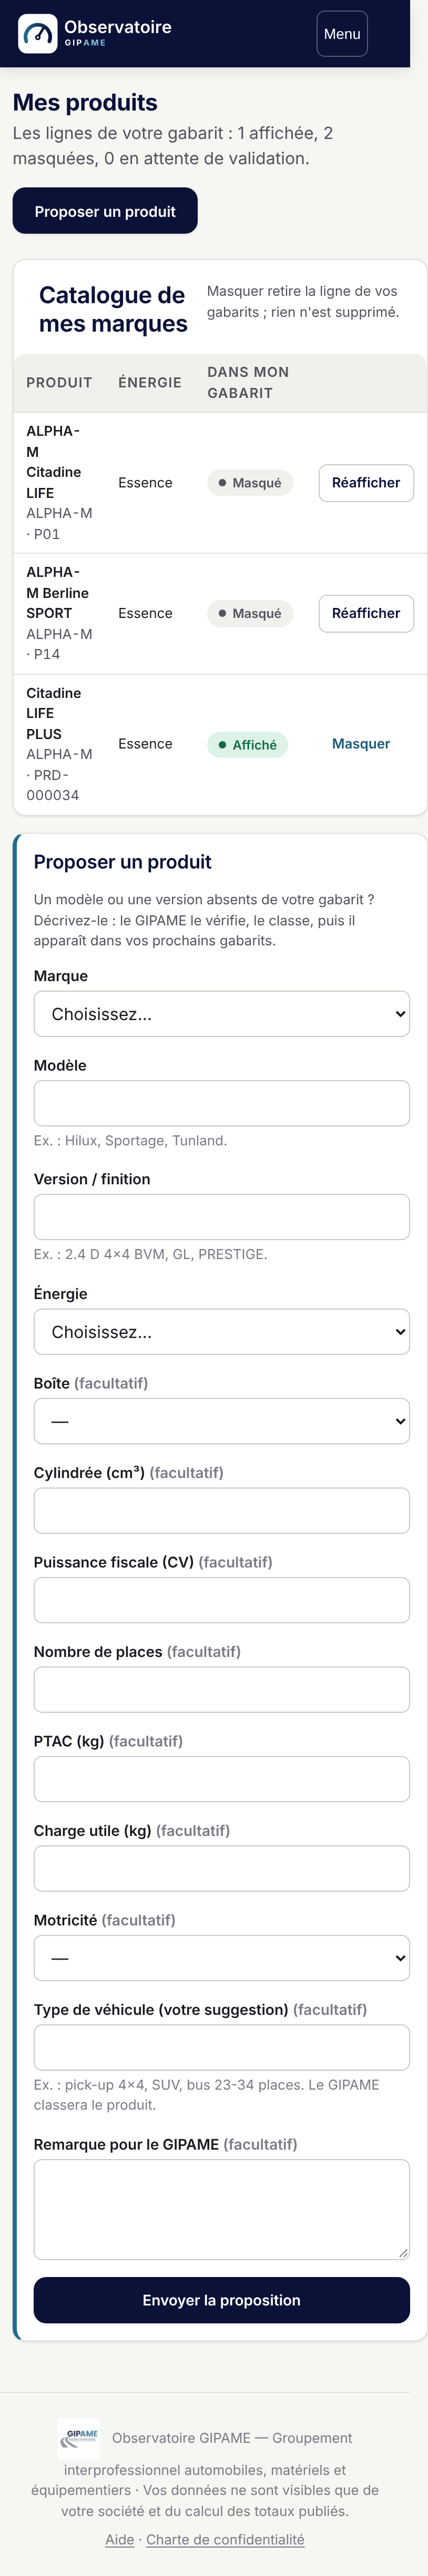 Observatoire
GIPAME
Menu
Mes produits
Les lignes de votre gabarit : 1 affichée, 2
masquées, 0 en attente de validation.
Proposer un produit
Catalogue de
mes marques
Masquer retire la ligne de vos
gabarits ; rien n'est supprimé.
PRODUIT
ÉNERGIE
DANS MON
GABARIT
ALPHA-
M
Citadine
LIFE
ALPHA-M
· P01
Essence
Masqué
Réafficher
ALPHA-
M Berline
SPORT
ALPHA-M
· P14
Essence
Masqué
Réafficher
Citadine
LIFE
PLUS
ALPHA-M
· PRD-
000034
Essence
Affiché
Masquer
Proposer un produit
Un modèle ou une version absents de votre gabarit ?
Décrivez-le : le GIPAME le vérifie, le classe, puis il
apparaît dans vos prochains gabarits.
Marque
Choisissez...
Modèle
Ex. : Hilux, Sportage, Tunland.
Version / finition
Ex. : 2.4 D 4×4 BVM, GL, PRESTIGE.
Énergie
Choisissez...
Boîte (facultatif)
—
Cylindrée (cm³) (facultatif)
Puissance fiscale (CV) (facultatif)
Nombre de places (facultatif)
PTAC (kg) (facultatif)
Charge utile (kg) (facultatif)
Motricité (facultatif)
—
Type de véhicule (votre suggestion) (facultatif)
Ex. : pick-up 4×4, SUV, bus 23-34 places. Le GIPAME
classera le produit.
Remarque pour le GIPAME (facultatif)
Envoyer la proposition
GIPAME
Observatoire GIPAME — Groupement
interprofessionnel automobiles, matériels et
équipementiers · Vos données ne sont visibles que de
votre société et du calcul des totaux publiés.
Aide · Charte de confidentialité